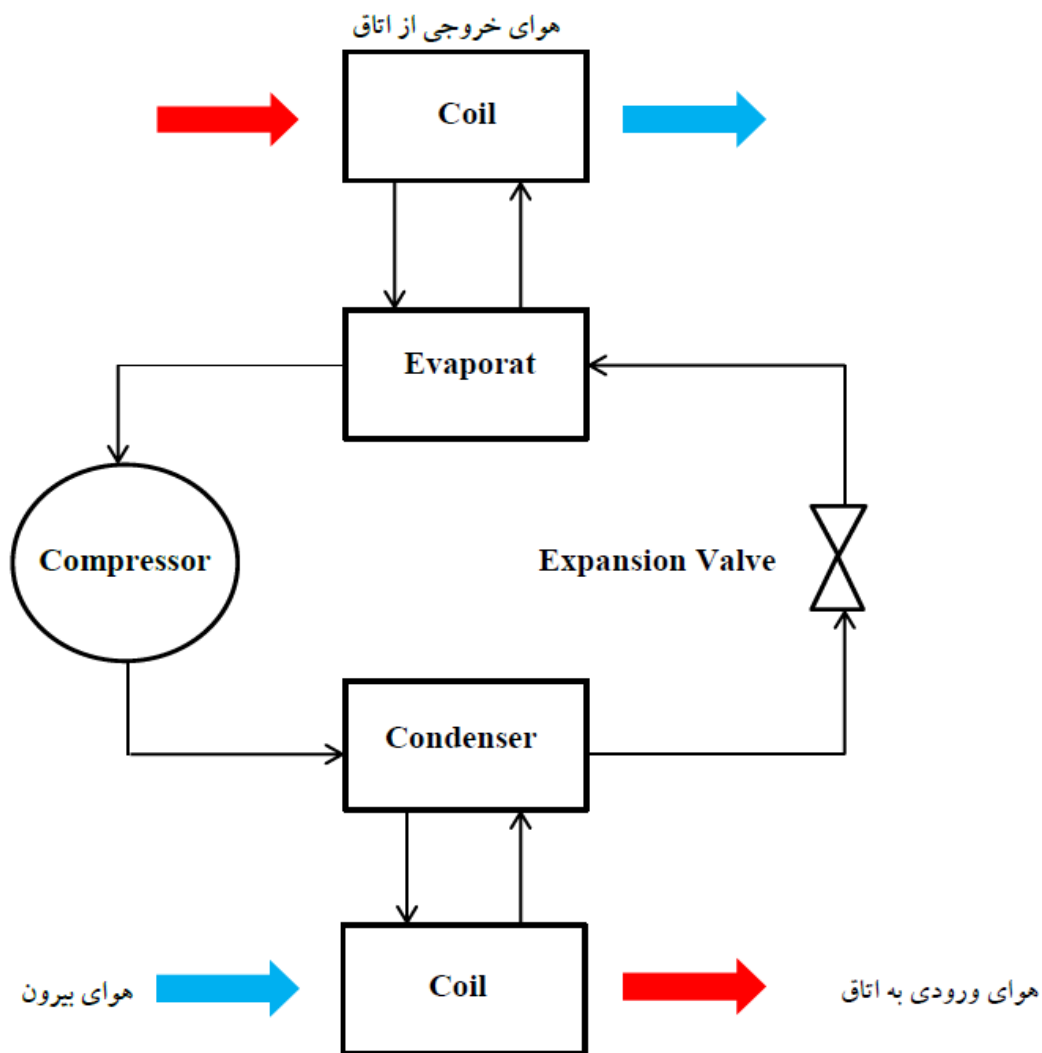 هوای خروجی از اتاق
Coil
Evaporat
Compressor
Expansion Valve
Condenser
هوای بیرون
Coil
هوای ورودی به اتاق